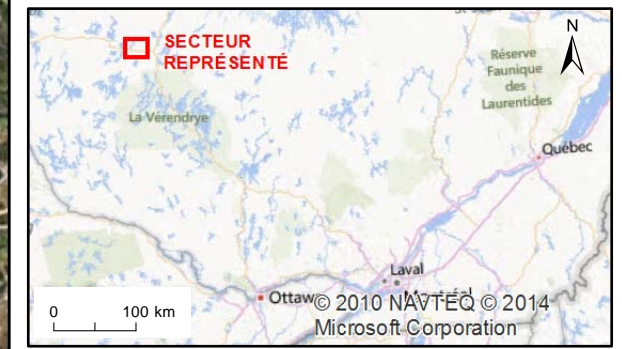 N
SECTEUR
REPRÉSENTÉ
Réserve
Faunique
des
Laurentides
La Vérendrye
Québec
Laval
Montréal
Ottaw
© 2010 NAVTEQ © 2014
Microsoft Corporation
0 100 km